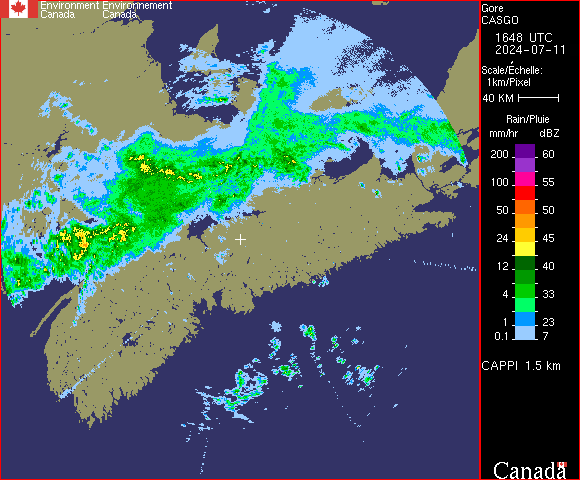 Environment Environnement
Canada Canada
Gore
CASGO
1648 UTC
2024-07-11
Scale/Échelle:
1km/Pixel
40 KM
Rain/Pluie
mm/hr dBZ
200 60
100 55
50 50
24 45
12 40
4 33
1 23
0.1 7
CAPPI 1.5 km
Canada